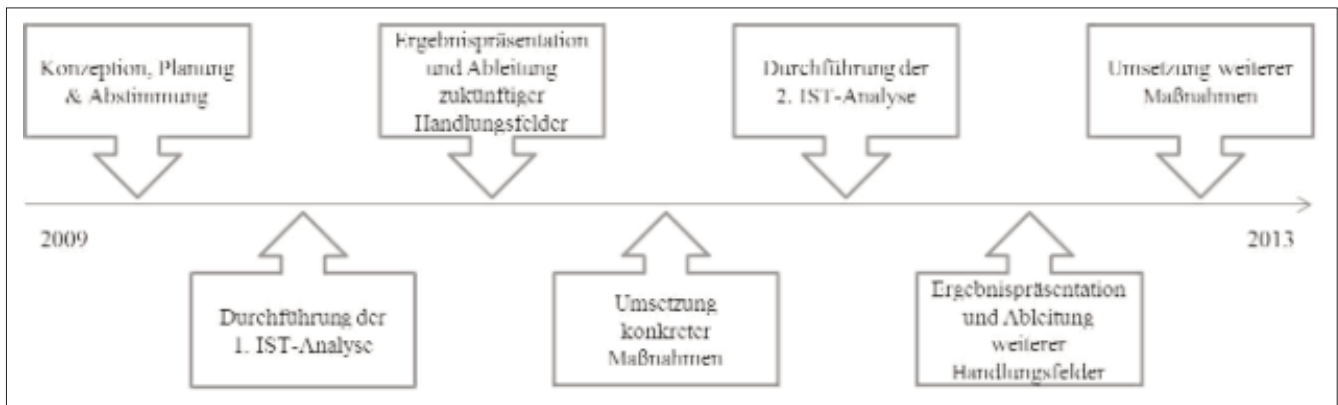 Konzeption, Planung
& Abstimmung
Ergebnispräsentation
und Ableitung
zukünftiger
Handlungsfelder
Durchführung der
2. IST-Analyse
Umsetzung weiterer
Maßnahmen
2009
2013
Durchführung der
1. IST-Analyse
Umsetzung
konkreter
Maßnahmen
Ergebnispräsentation
und Ableitung
weiterer
Handlungsfelder